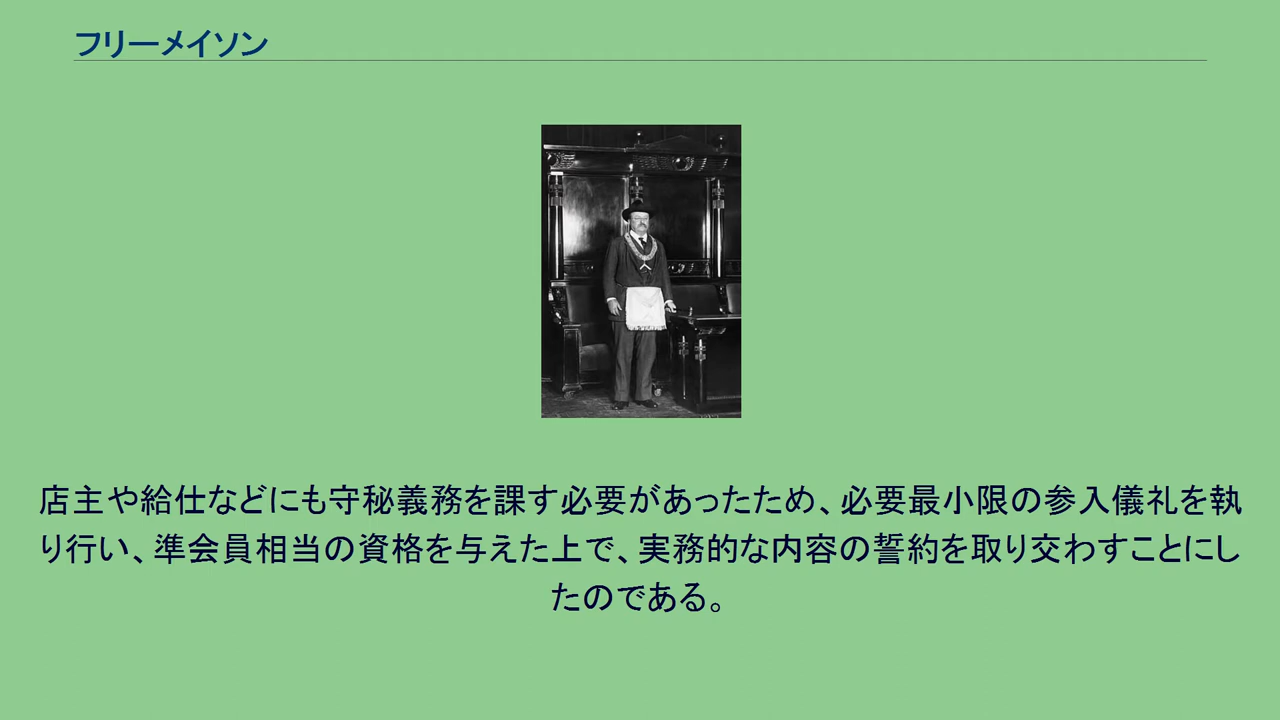 フリーメイソン
店主や給仕などにも守秘義務を課す必要があったため、必要最小限の参入儀礼を執
り行い、準会員相当の資格を与えた上で、実務的な内容の誓約を取り交わすことにし
たのである。